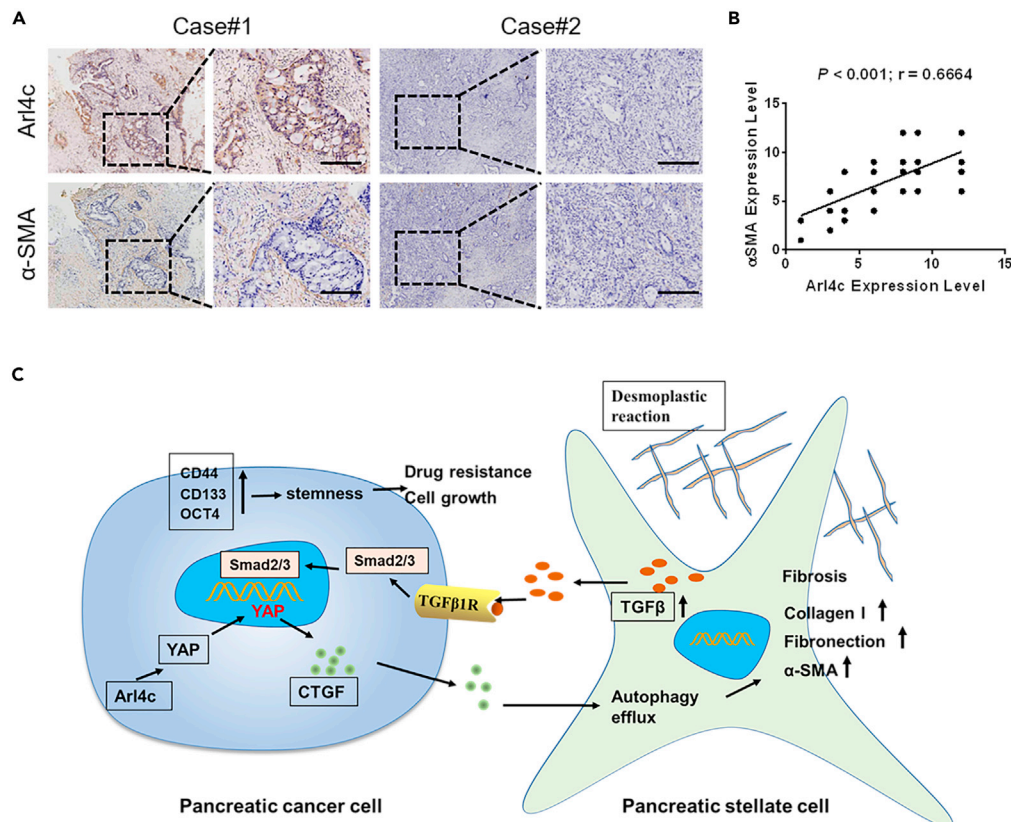 A
Case#1
Case#2
Arl4c
α-SMA
B
P < 0.001; r = 0.6664
αSMA Expression Level
15
10
5
0
0
5
10
15
Arl4c Expression Level
C
Desmoplastic
reaction
CD44
CD133
OCT4
stemness
Drug resistance
Cell growth
Smad2/3
Smad2/3
TGFβ1R
TGFβ
YAP
YAP
Arl4c
CTGF
Autophagy
efflux
Fibrosis
Collagen I
Fibronection
α-SMA
Pancreatic cancer cell
Pancreatic stellate cell